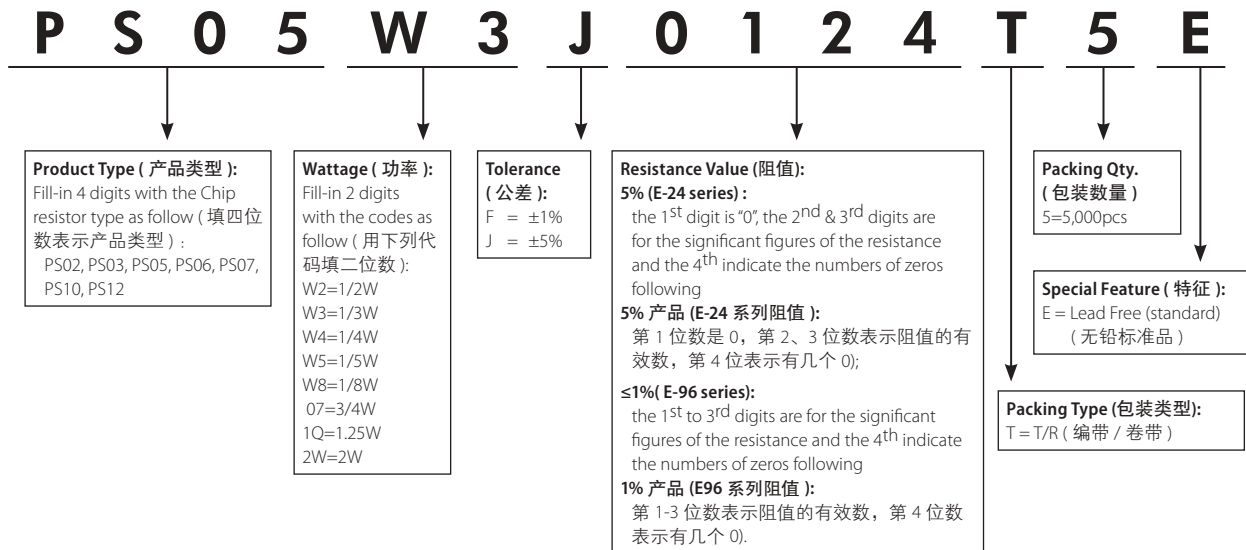 P S 0 5 W 3 J 0 1 2 4 T 5 E
Product Type ( 产品类型 ):
Fill-in 4 digits with the Chip
resistor type as follow ( 填四位
数表示产品类型 ) :
PS02, PS03, PS05, PS06, PS07,
PS10, PS12
Wattage ( 功率 ):
Fill-in 2 digits
with the codes as
follow ( 用下列代
码填二位数 ):
W2=1/2W
W3=1/3W
W4=1/4W
W5=1/5W
W8=1/8W
07=3/4W
1Q=1.25W
2W=2W
Tolerance
( 公差 ):
F = ±1%
J = ±5%
Resistance Value (阻值):
5% (E-24 series) :
the 1st digit is "0", the 2nd & 3rd digits are
for the significant figures of the resistance
and the 4th indicate the numbers of zeros
following
5% 产品 (E-24 系列阻值 ):
第 1 位数是 0，第 2、3 位数表示阻值的有
效数，第 4 位表示有几个 0);
≤1%( E-96 series):
the 1st to 3rd digits are for the significant
figures of the resistance and the 4th indicate
the numbers of zeros following
1% 产品 (E96 系列阻值 ):
第 1-3 位数表示阻值的有效数，第 4 位数
表示有几个 0).
Packing Qty.
( 包装数量 )
5=5,000pcs
Special Feature ( 特征 ):
E = Lead Free (standard)
( 无铅标准品 )
Packing Type (包装类型):
T = T/R ( 编带 / 卷带 )